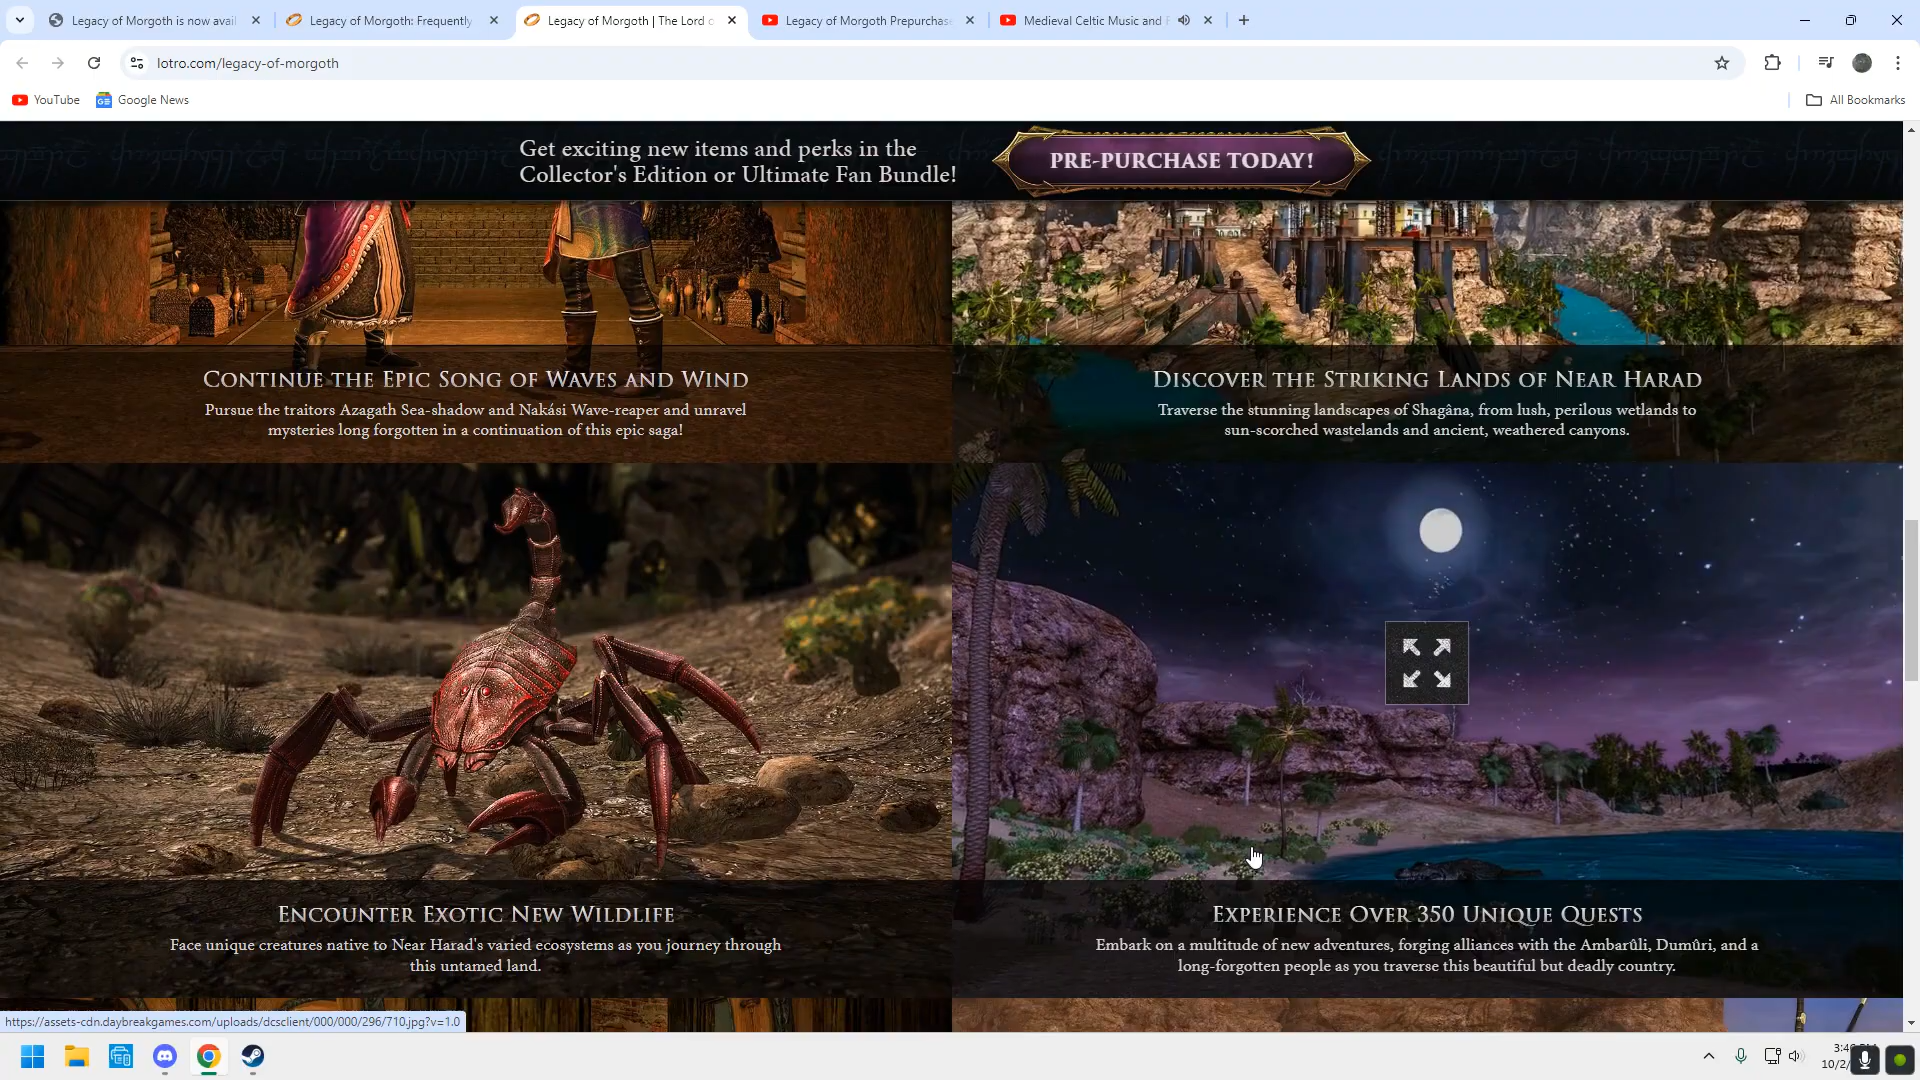 Legacy of Morgoth is now avail
Legacy of Morgoth: Frequently
Legacy of Morgoth | The Lord o
Legacy of Morgoth Prepurchase
Medieval Celtic Music and F
lotro.com/legacy-of-morgoth
YouTube
Google News
All Bookmarks
Get exciting new items and perks in the
Collector's Edition or Ultimate Fan Bundle!
PRE-PURCHASE TODAY!
Continue the Epic Song of Waves and Wind
Pursue the traitors Azagath Sea-shadow and Nakási Wave-reaper and unravel
mysteries long forgotten in a continuation of this epic saga!
Discover the Striking Lands of Near Harad
Traverse the stunning landscapes of Shagâna, from lush, perilous wetlands to
sun-scorched wastelands and ancient, weathered canyons.
Encounter Exotic New Wildlife
Face unique creatures native to Near Harad's varied ecosystems as you journey through
this untamed land.
Experience Over 350 Unique Quests
Embark on a multitude of new adventures, forging alliances with the Ambarûli, Dumûri, and a
long-forgotten people as you traverse this beautiful but deadly country.
https://assets-cdn.daybreakgames.com/uploads/dcsclient/000/000/296/710.jpg?v=1.0
10/2/